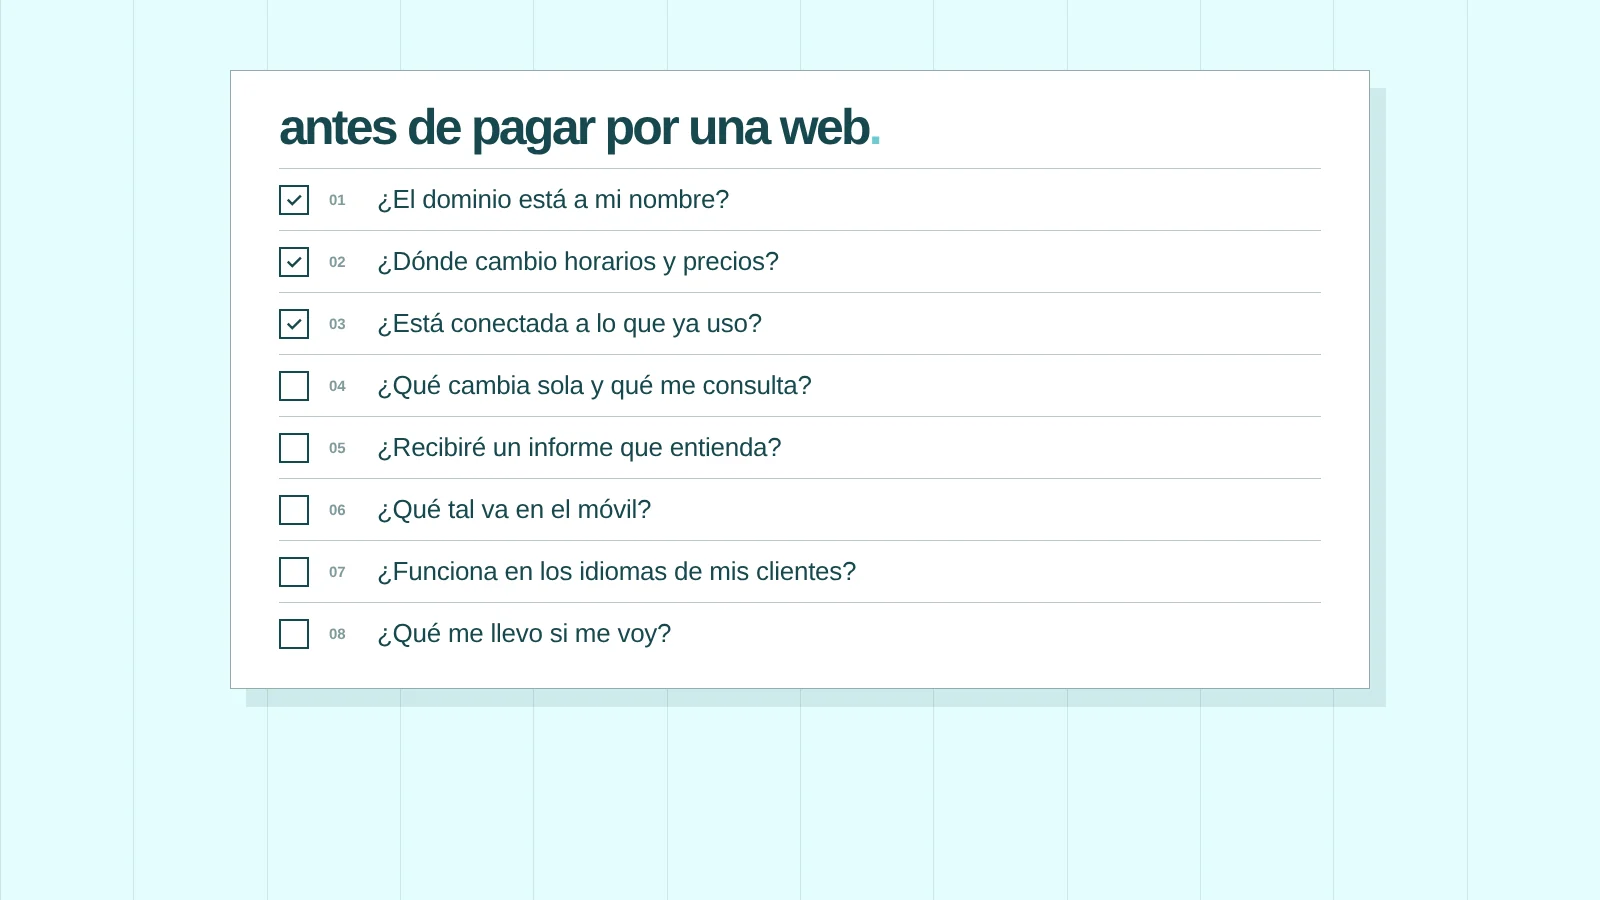 antes de pagar por una web.
01 ¿El dominio está a mi nombre?
02 ¿Dónde cambio horarios y precios?
03 ¿Está conectada a lo que ya uso?
04 ¿Qué cambia sola y qué me consulta?
05 ¿Recibiré un informe que entienda?
06 ¿Qué tal va en el móvil?
07 ¿Funciona en los idiomas de mis clientes?
08 ¿Qué me llevo si me voy?